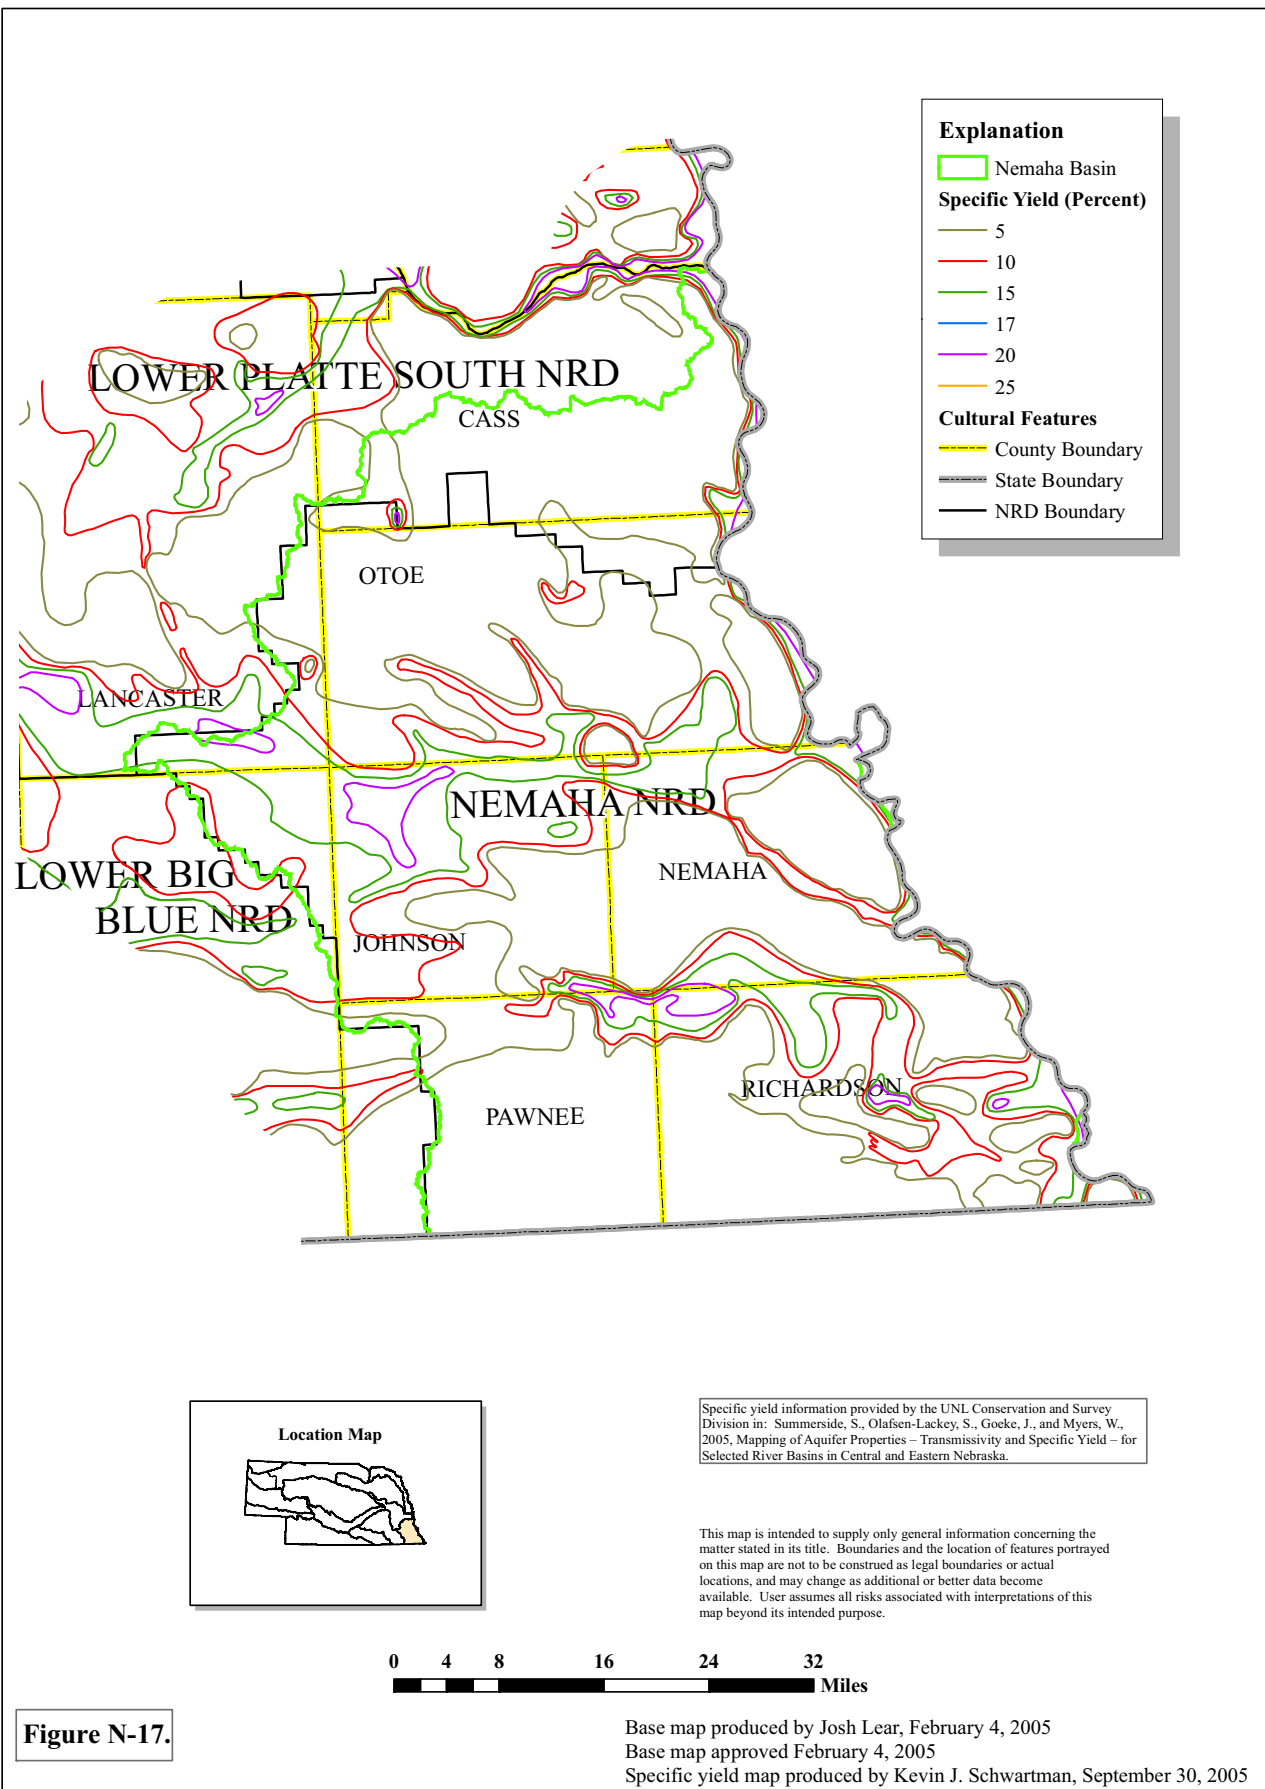 Explanation
Nemaha Basin
Specific Yield (Percent)
5
10
15
17
20
25
Cultural Features
County Boundary
State Boundary
NRD Boundary
LOWER PLATTE SOUTH NRD
CASS
OTOE
LANCASTER
NEMAHA NRD
LOWER BIG
BLUE NRD
NEMAHA
JOHNSON
RICHARDSON
PAWNEE
Location Map
Specific yield information provided by the UNL Conservation and Survey
Division in: Summerside, S., Olafsen-Lackey, S., Goeke, J., and Myers, W.,
2005, Mapping of Aquifer Properties – Transmissivity and Specific Yield – for
Selected River Basins in Central and Eastern Nebraska.
This map is intended to supply only general information concerning the
matter stated in its title. Boundaries and the location of features portrayed
on this map are not to be construed as legal boundaries or actual
locations, and may change as additional or better data become
available. User assumes all risks associated with interpretations of this
map beyond its intended purpose.
0 4 8 16 24 32
Miles
Figure N-17.
Base map produced by Josh Lear, February 4, 2005
Base map approved February 4, 2005
Specific yield map produced by Kevin J. Schwartman, September 30, 2005